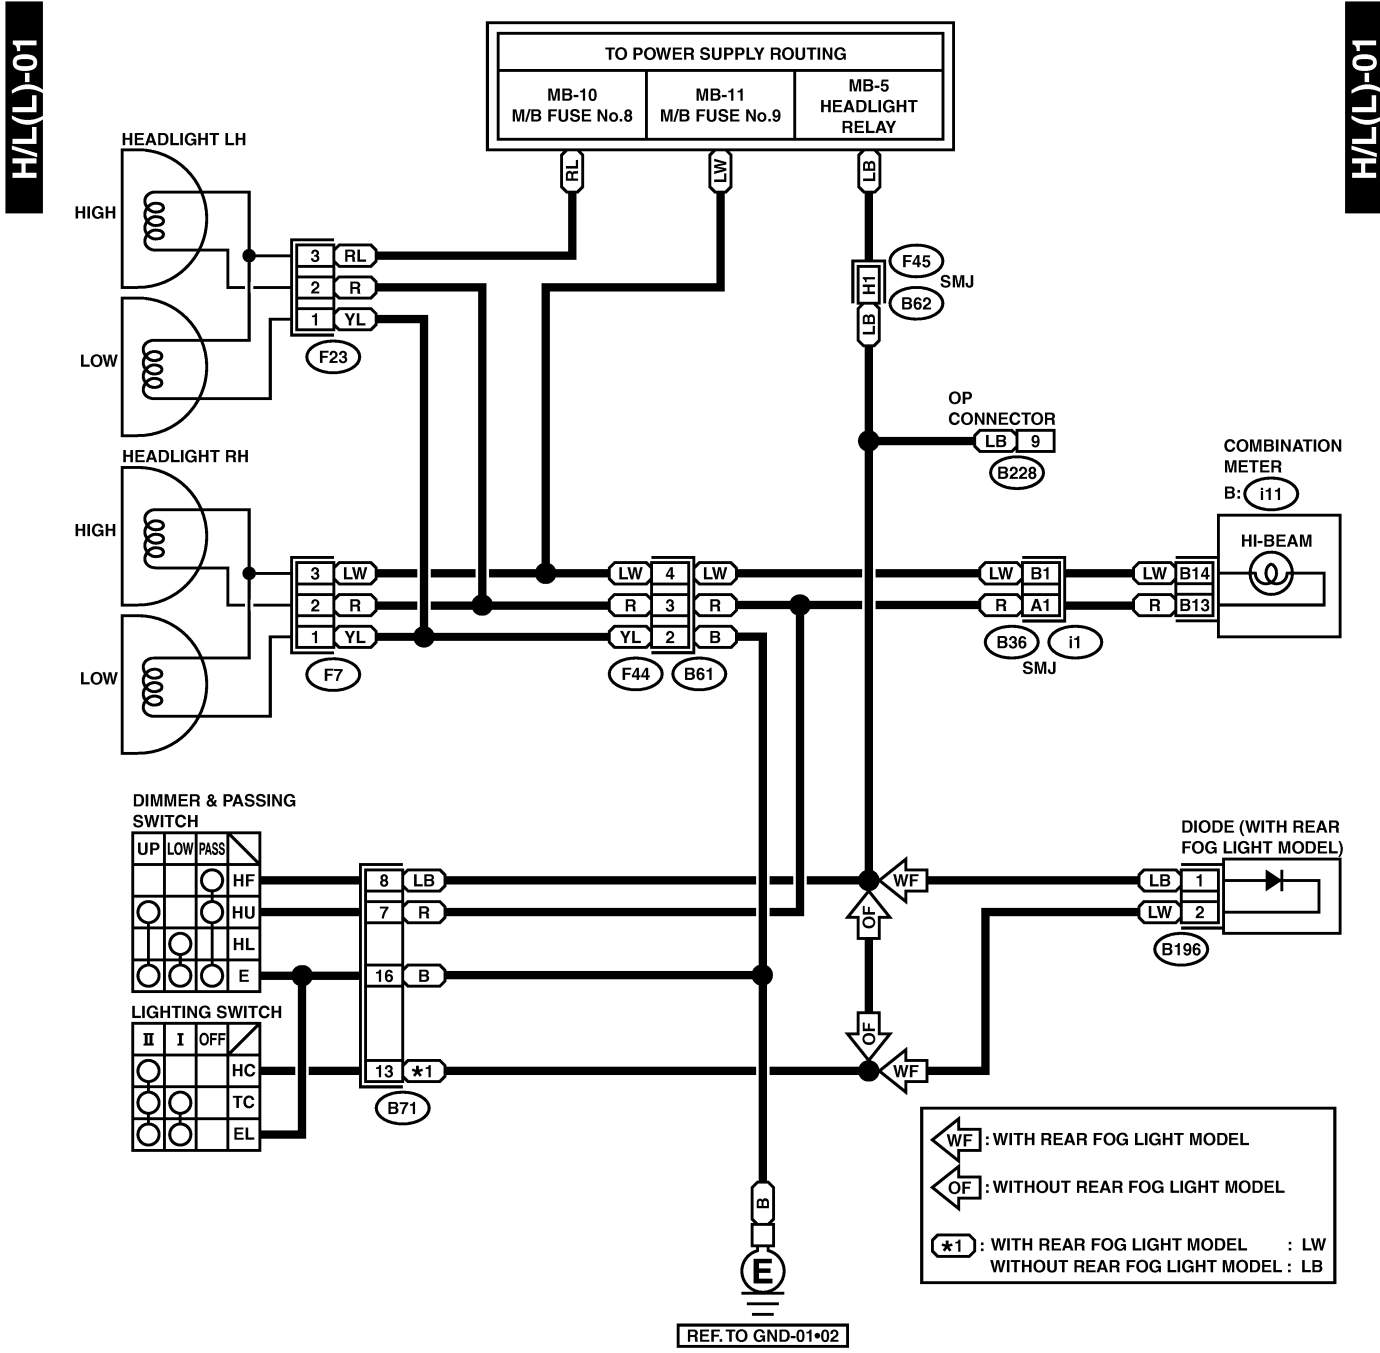 H/L(L)-01
H/L(L)-01
TO POWER SUPPLY ROUTING
MB-10
M/B FUSE No.8
MB-11
M/B FUSE No.9
MB-5
HEADLIGHT
RELAY
RL
LW
LB
HEADLIGHT LH
HIGH
LOW
3 RL
2 R
1 YL
F23
H1
F45
SMJ
B62
LB
OP
CONNECTOR
LB 9
B228
COMBINATION
METER
B: i11
HI-BEAM
HEADLIGHT RH
HIGH
LOW
3 LW
2 R
1 YL
F7
LW 4 LW
R 3 R
YL 2 B
F44 B61
LW B1
R A1
B36 i1
SMJ
LW B14
R B13
DIMMER & PASSING
SWITCH
UP LOW PASS
HF
HU
HL
E
8 LB
7 R
16 B
13 *1
B71
LIGHTING SWITCH
II I OFF
HC
TC
EL
WF
OF
OF
WF
DIODE (WITH REAR
FOG LIGHT MODEL)
LB 1
LW 2
B196
B
E
REF. TO GND-01•02
WF : WITH REAR FOG LIGHT MODEL
OF : WITHOUT REAR FOG LIGHT MODEL
*1 : WITH REAR FOG LIGHT MODEL : LW
WITHOUT REAR FOG LIGHT MODEL : LB